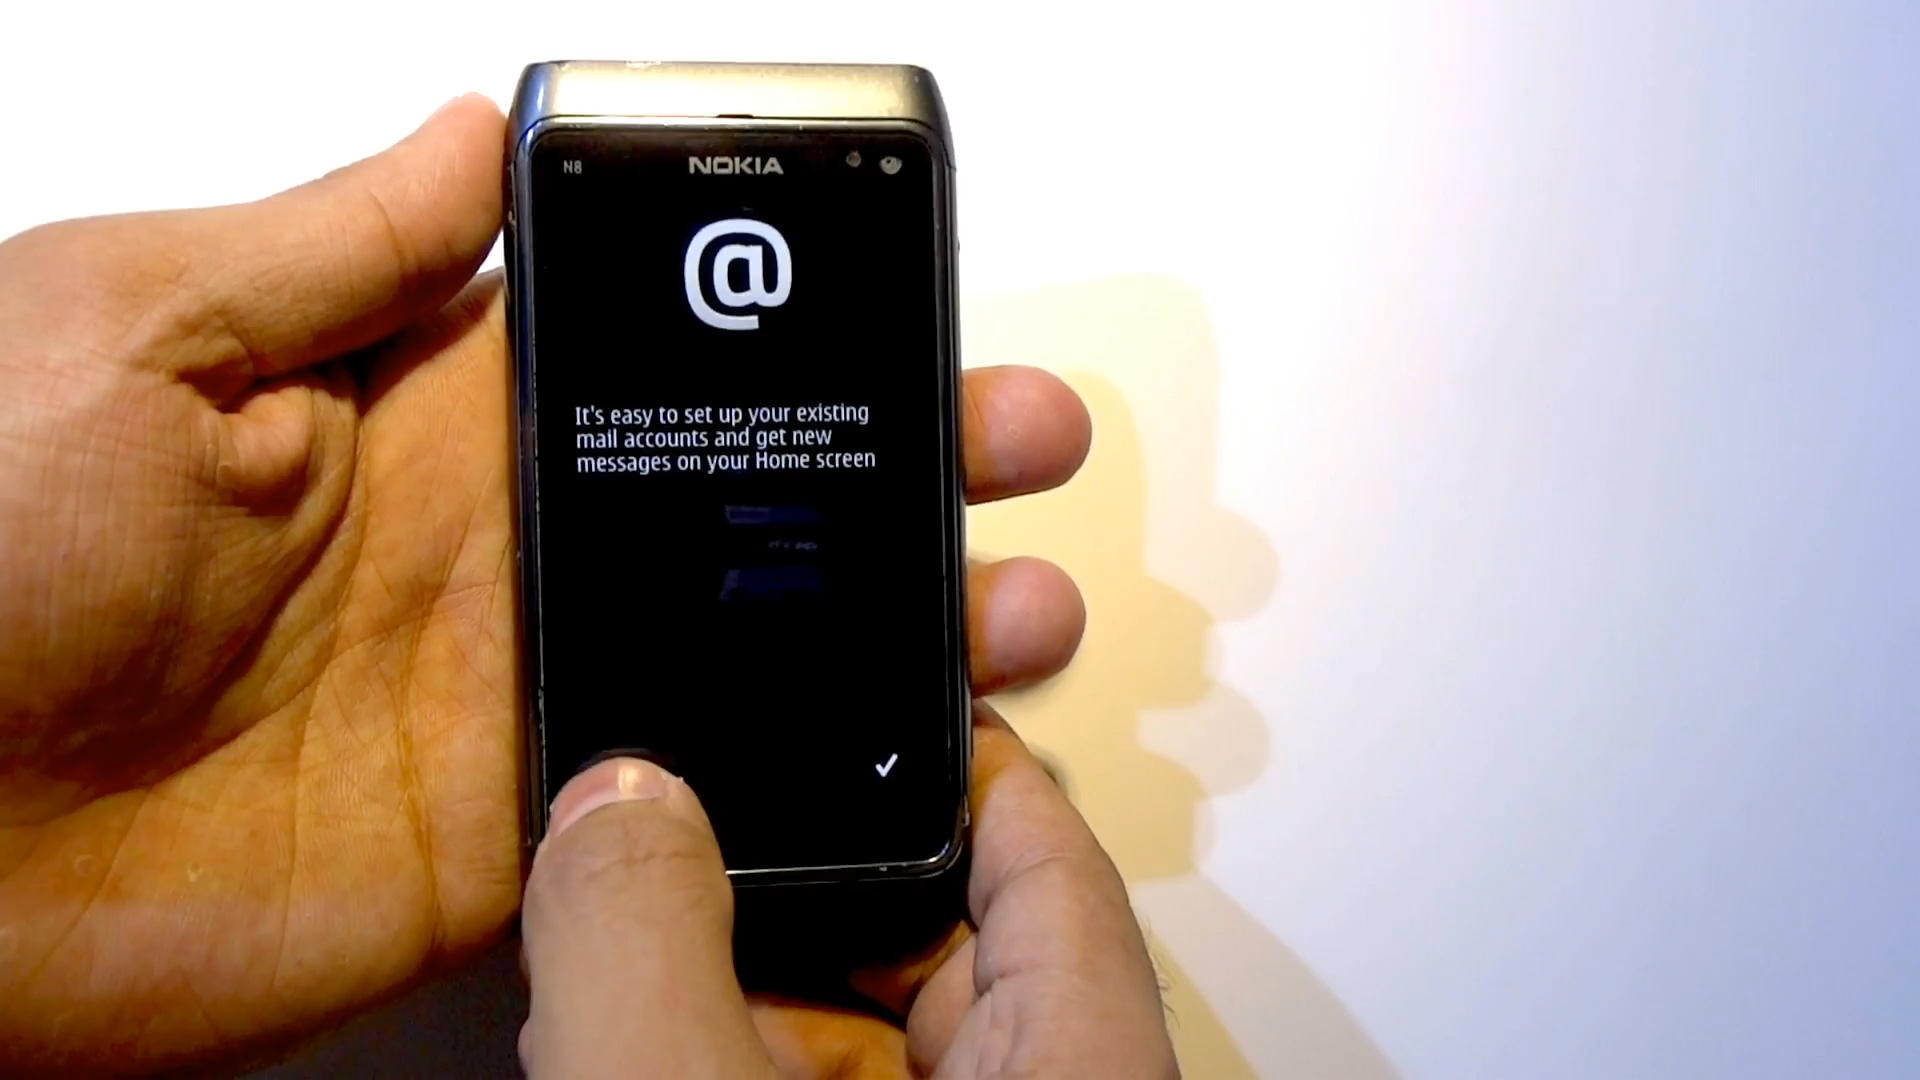 N8 NOKIA
@
It's easy to set up your existing
mail accounts and get new
messages on your Home screen